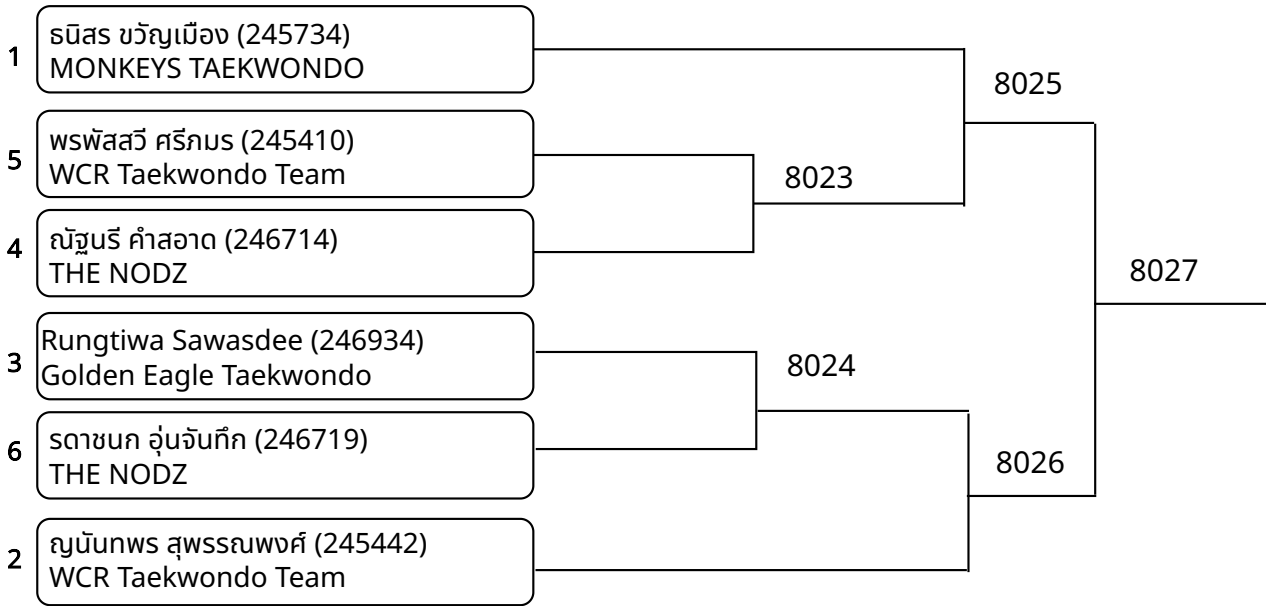 1
ธนิสร ขวัญเมือง (245734)
MONKEYS TAEKWONDO
8025
5
พรพัสสวี ศรีภมร (245410)
WCR Taekwondo Team
8023
4
ณัฐนรี คำสอาด (246714)
THE NODZ
8027
3
Rungtiwa Sawasdee (246934)
Golden Eagle Taekwondo
8024
6
รดาชนก อุ่นจันทึก (246719)
THE NODZ
8026
2
ญนันทพร สุพรรณพงศ์ (245442)
WCR Taekwondo Team